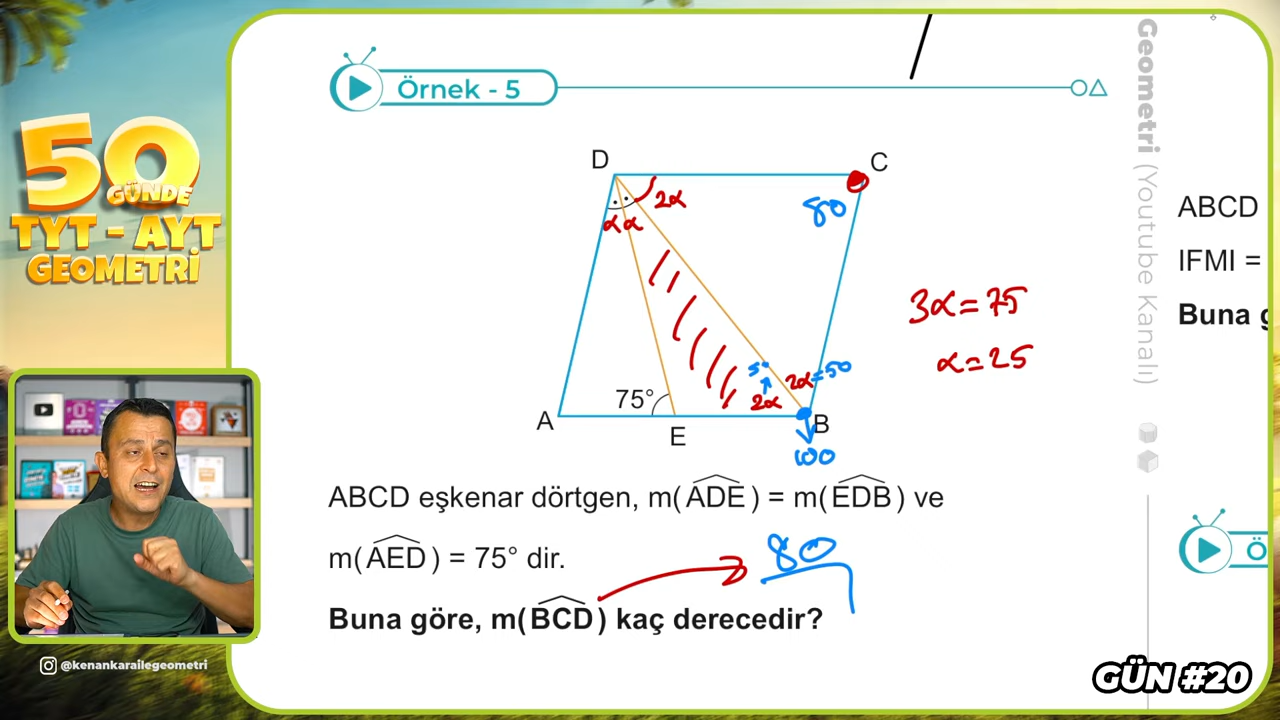 50
GÜNDE
TYT - AYT
GEOMETRİ
@kenankarailegeometri
Örnek - 5
D
C
2α
α α
80
75°
5
2α
2α=50
A
E
B
100
3α=75
α=25
ABCD eşkenar dörtgen, m(ADE) = m(EDB) ve
m(AED) = 75° dir.
80
Buna göre, m(BCD) kaç derecedir?
Geometri (Youtube Kanalı)
ABCD
IFMI =
Buna g
Ö
GÜN #20